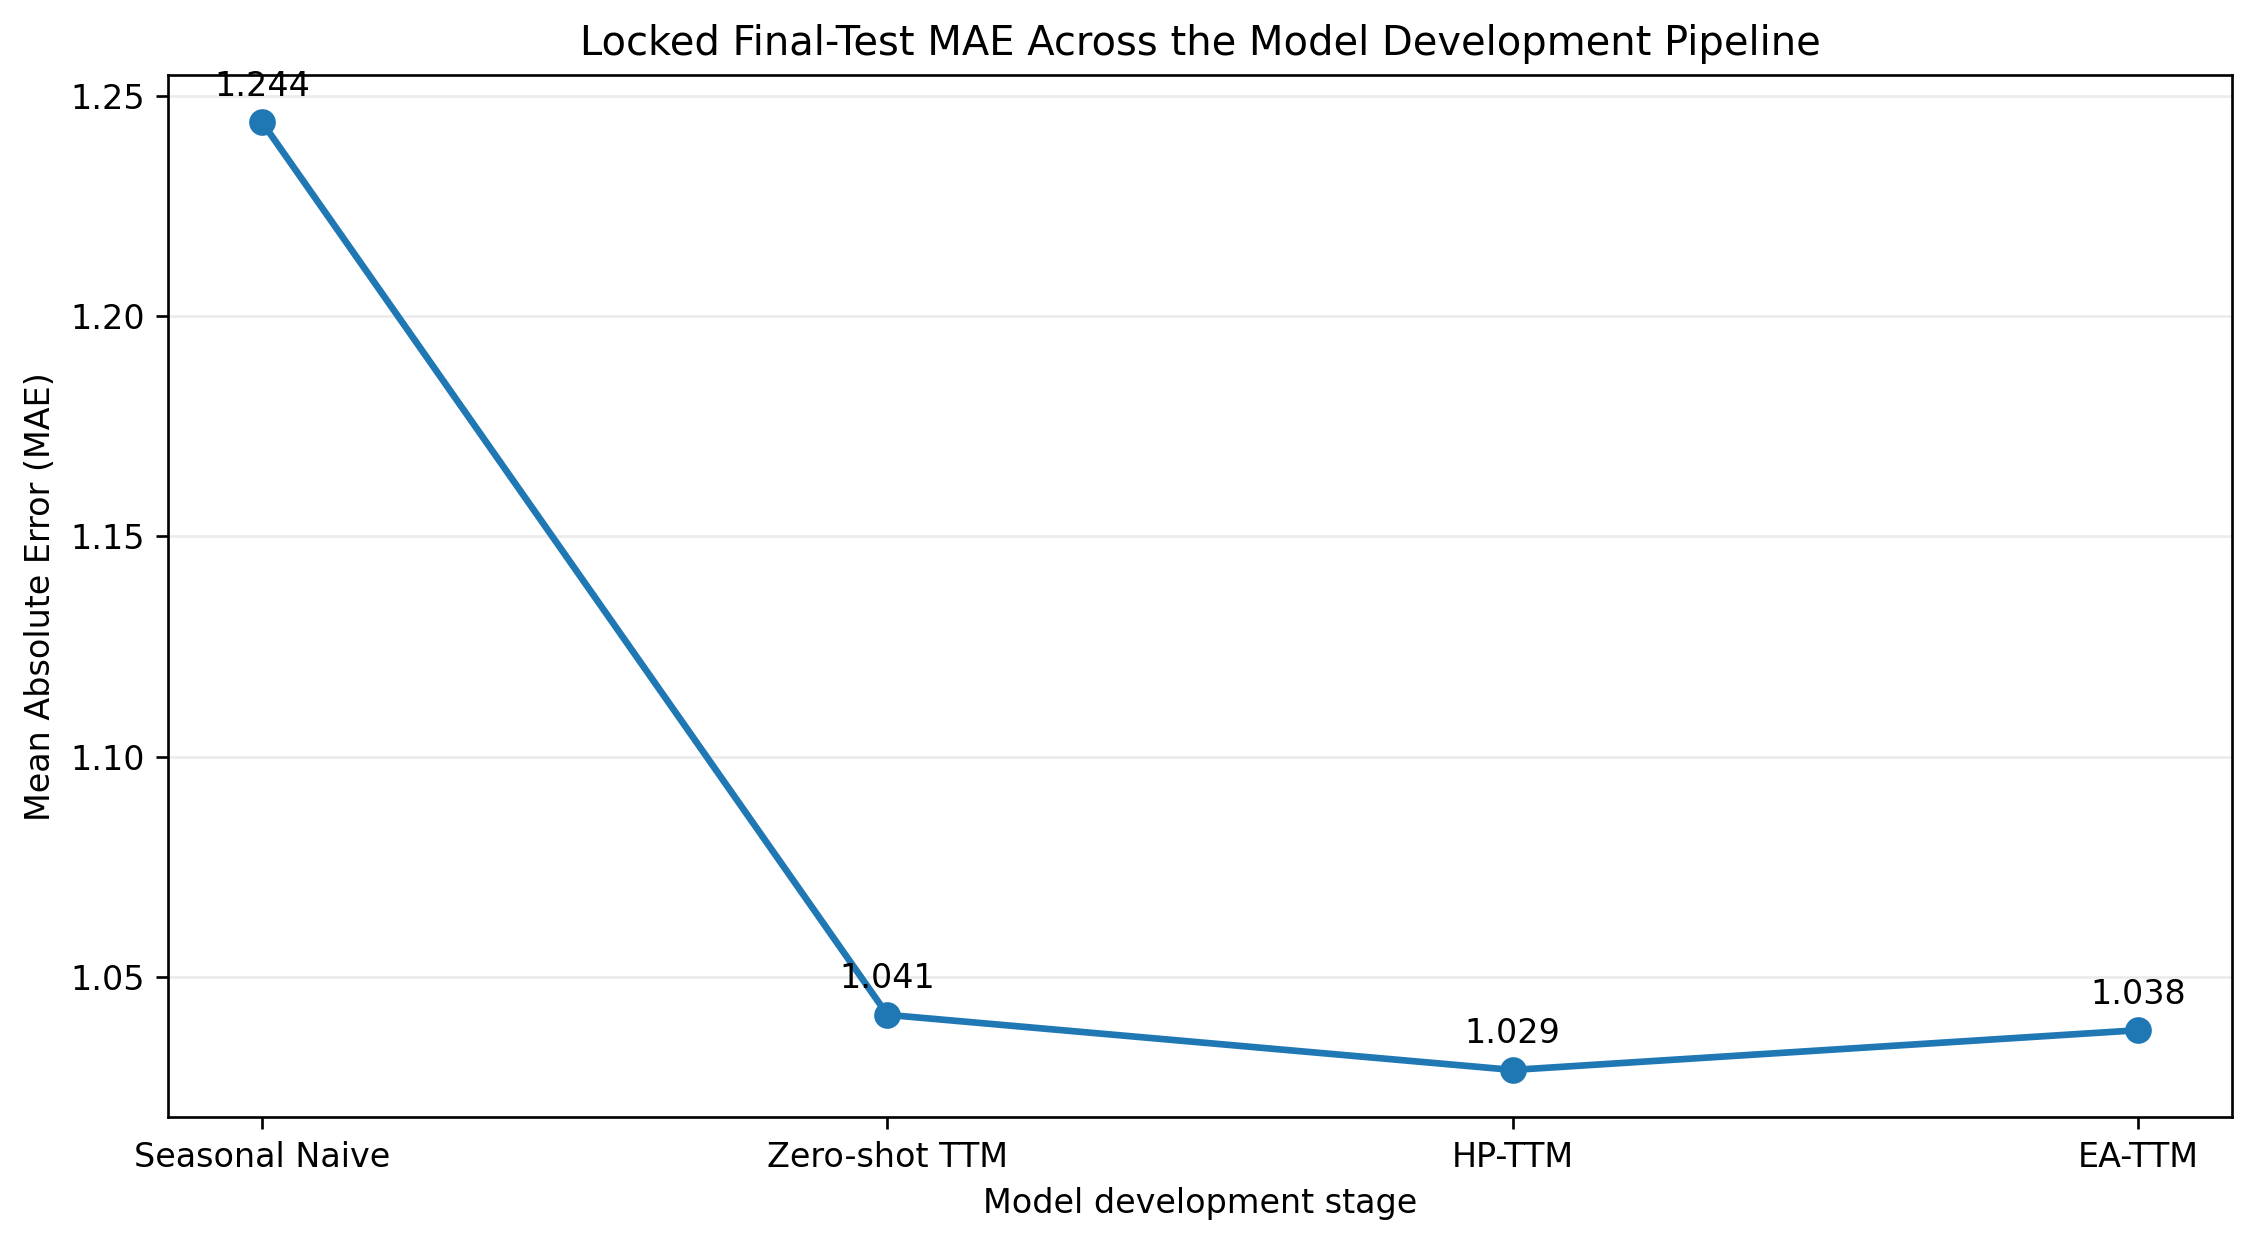 Locked Final-Test MAE Across the Model Development Pipeline
Mean Absolute Error (MAE)
1.25
1.20
1.15
1.10
1.05
1.244
1.041
1.029
1.038
Seasonal Naive
Zero-shot TTM
HP-TTM
EA-TTM
Model development stage